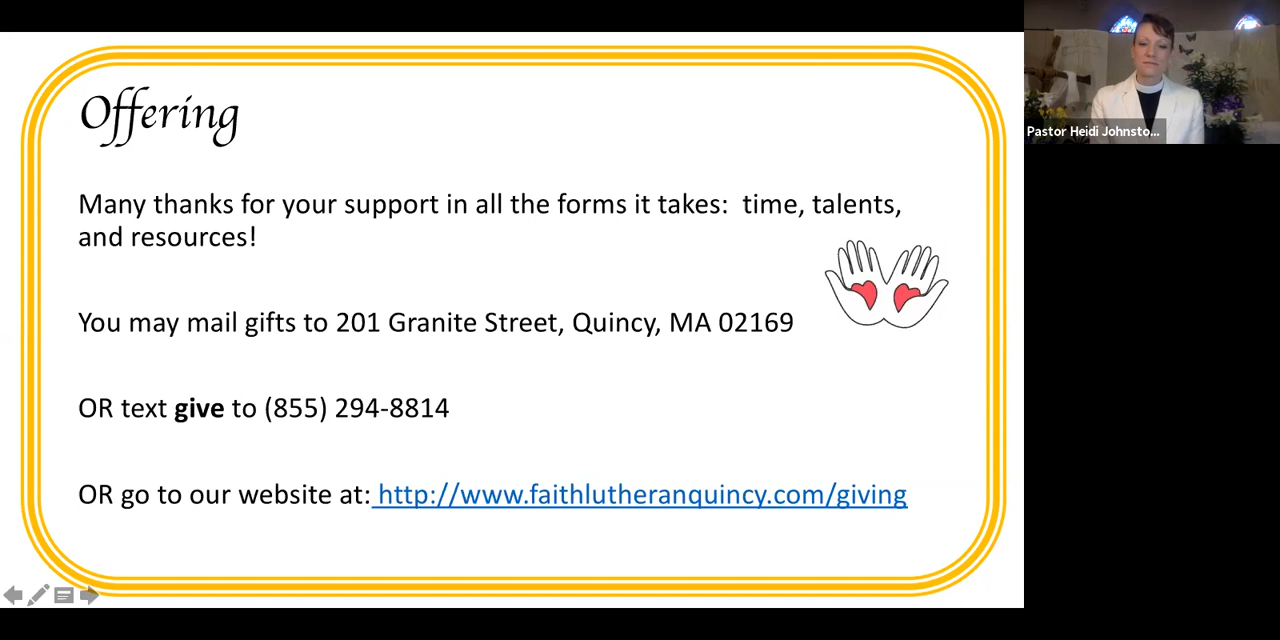 Offering
Many thanks for your support in all the forms it takes:  time, talents,
and resources!
You may mail gifts to 201 Granite Street, Quincy, MA 02169
OR text give to (855) 294-8814
OR go to our website at: http://www.faithlutheranquincy.com/giving
Pastor Heidi Johnsto...